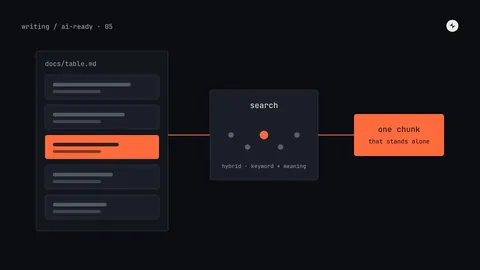 writing / ai-ready · 05
docs/table.md
search
hybrid · keyword + meaning
one chunk
that stands alone